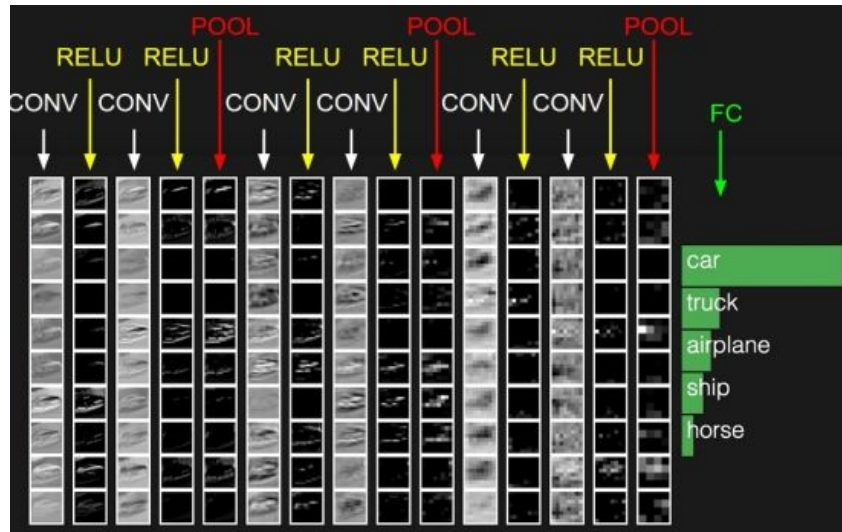 POOL POOL POOL
RELU RELU RELU RELU RELU RELU
CONV CONV CONV CONV CONV CONV
FC
car
truck
airplane
ship
horse